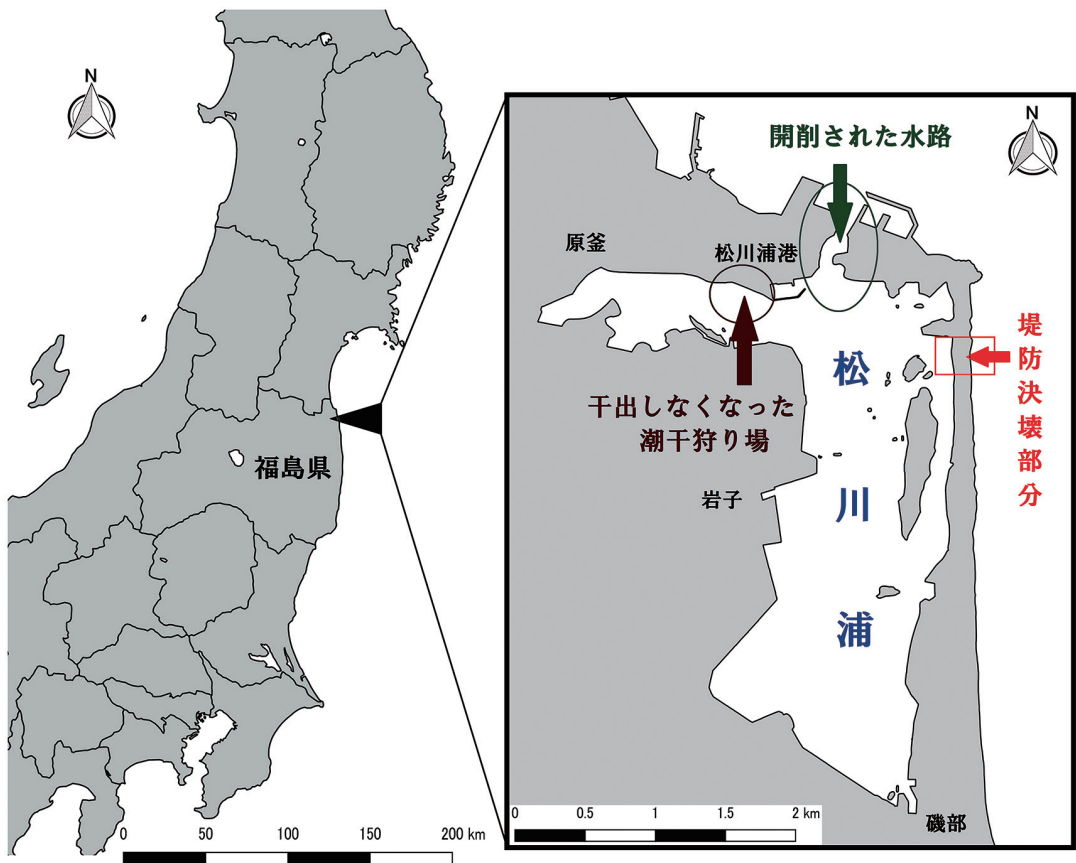 N
福島県
0 50 100 150 200 km
N
開削された水路
原釜
松川浦港
堤防決壊部分
干出しなくなった
潮干狩り場
松川浦
岩子
磯部
0 0.5 1 1.5 2 km